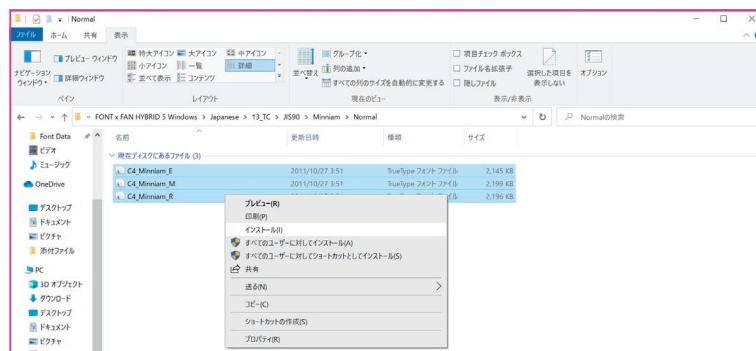 Normal
ファイル ホーム 共有 表示
ナビゲーション ウィンドウ
プレビュー ウィンドウ
詳細ウィンドウ
ペイン
特大アイコン 大アイコン 中アイコン
小アイコン 一覧 詳細
並べて表示 コンテンツ
レイアウト
並べ替え
グループ化
列の追加
すべての列のサイズを自動的に変更する
現在のビュー
項目チェック ボックス
ファイル名拡張子
隠しファイル
選択した項目を 表示しない
表示/非表示
オプション
« FONT x FAN HYBRID 5 Windows › Japanese › 13_TC › JIS90 › Minniam › Normal
Normalの検索
Font Data
ビデオ
ミュージック
OneDrive
デスクトップ
ドキュメント
ピクチャ
添付ファイル
PC
3D オブジェクト
ダウンロード
デスクトップ
ドキュメント
ピクチャ
名前 更新日時 種類 サイズ
現在ディスクにあるファイル (3)
C4_Minniam_E 2011/10/27 3:51 TrueType フォント ファイル 2,145 KB
C4_Minniam_M 2011/10/27 3:51 TrueType フォント ファイル 2,199 KB
C4_Minniam_R 2,196 KB
プレビュー(R)
印刷(P)
インストール(I)
すべてのユーザーに対してインストール(A)
すべてのユーザーに対してショートカットとしてインストール(S)
共有
送る(N)
コピー(C)
ショートカットの作成(S)
プロパティ(R)